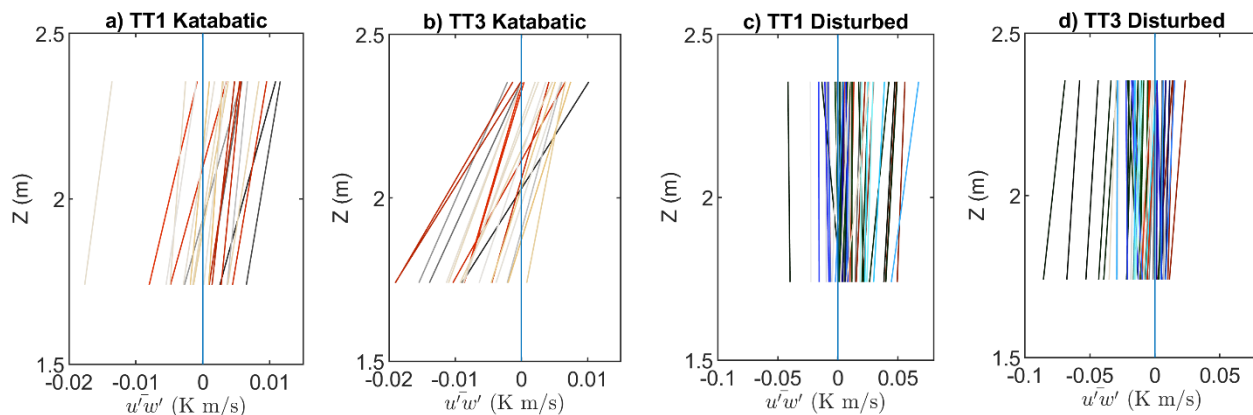 a) TT1 Katabatic
2.5
2
1.5
Z (m)
-0.02 -0.01 0 0.01
u'w' (K m/s)
b) TT3 Katabatic
2.5
2
1.5
Z (m)
-0.02 -0.01 0 0.01
u'w' (K m/s)
c) TT1 Disturbed
2.5
2
1.5
Z (m)
-0.1 -0.05 0 0.05
u'w' (K m/s)
d) TT3 Disturbed
2.5
2
1.5
Z (m)
-0.1 -0.05 0 0.05
u'w' (K m/s)